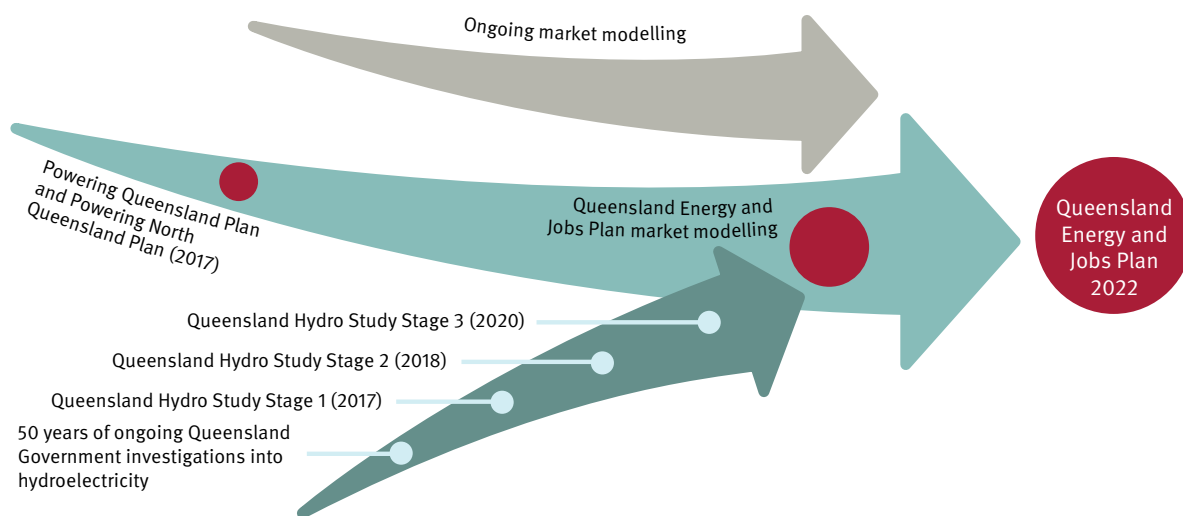 Ongoing market modelling
Powering Queensland Plan
and Powering North
Queensland Plan (2017)
Queensland Energy and
Jobs Plan market modelling
Queensland
Energy and
Jobs Plan
2022
Queensland Hydro Study Stage 3 (2020)
Queensland Hydro Study Stage 2 (2018)
Queensland Hydro Study Stage 1 (2017)
50 years of ongoing Queensland
Government investigations into
hydroelectricity